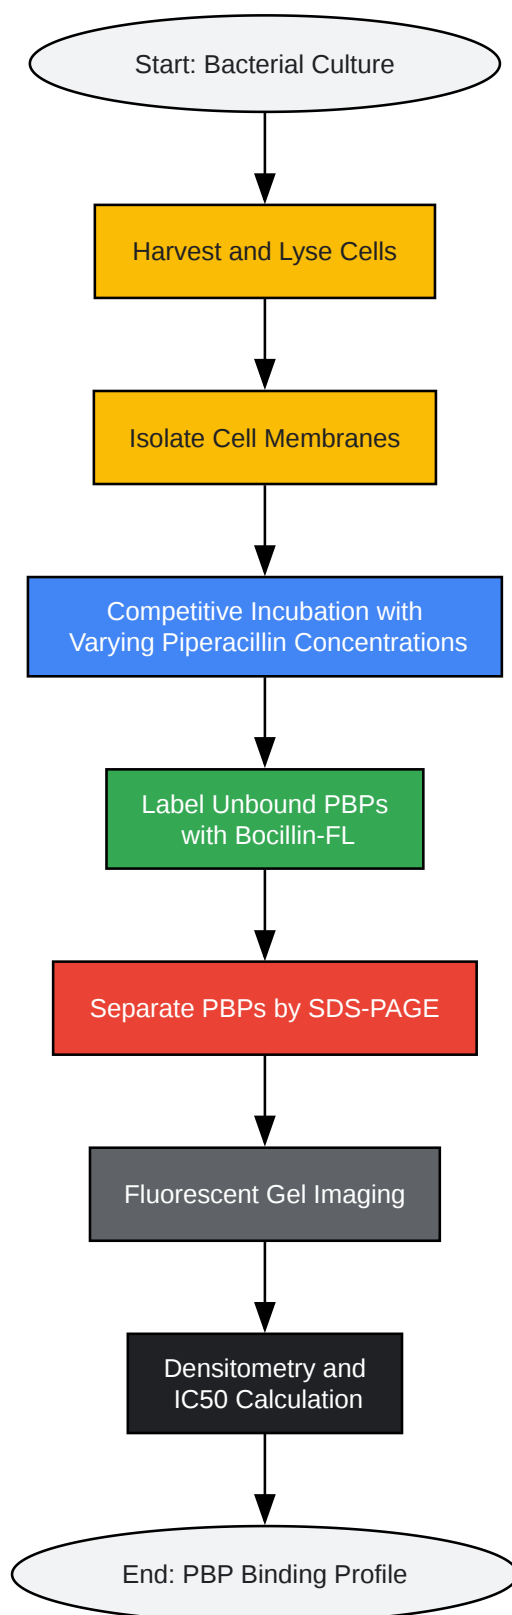 Start: Bacterial Culture
Harvest and Lyse Cells
Isolate Cell Membranes
Competitive Incubation with
Varying Piperacillin Concentrations
Label Unbound PBPs
with Bocillin-FL
Separate PBPs by SDS-PAGE
Fluorescent Gel Imaging
Densitometry and
IC50 Calculation
End: PBP Binding Profile